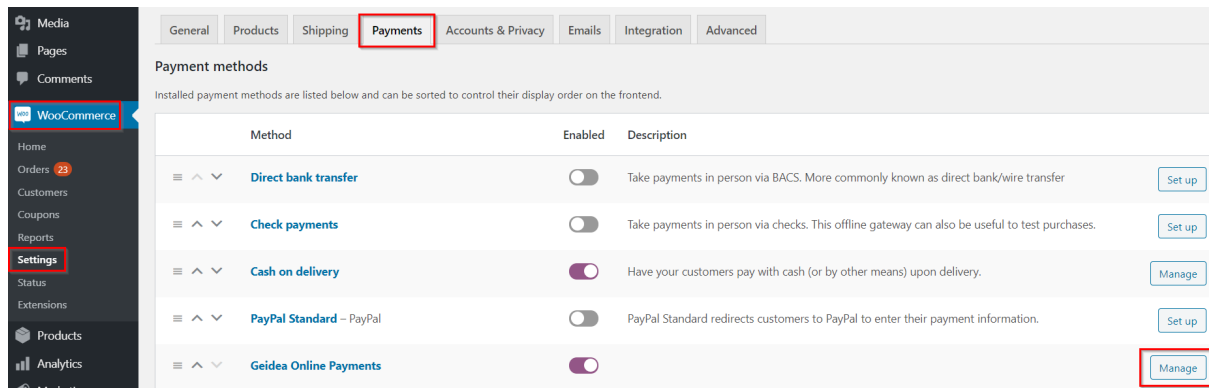 Media
Pages
Comments
WooCommerce
Home
Orders 23
Customers
Coupons
Reports
Settings
Status
Extensions
Products
Analytics
General Products Shipping Payments Accounts & Privacy Emails Integration Advanced
Payment methods
Installed payment methods are listed below and can be sorted to control their display order on the frontend.
Method Enabled Description
Direct bank transfer Take payments in person via BACS. More commonly known as direct bank/wire transfer Set up
Check payments Take payments in person via checks. This offline gateway can also be useful to test purchases. Set up
Cash on delivery Have your customers pay with cash (or by other means) upon delivery. Manage
PayPal Standard – PayPal PayPal Standard redirects customers to PayPal to enter their payment information. Set up
Geidea Online Payments Manage